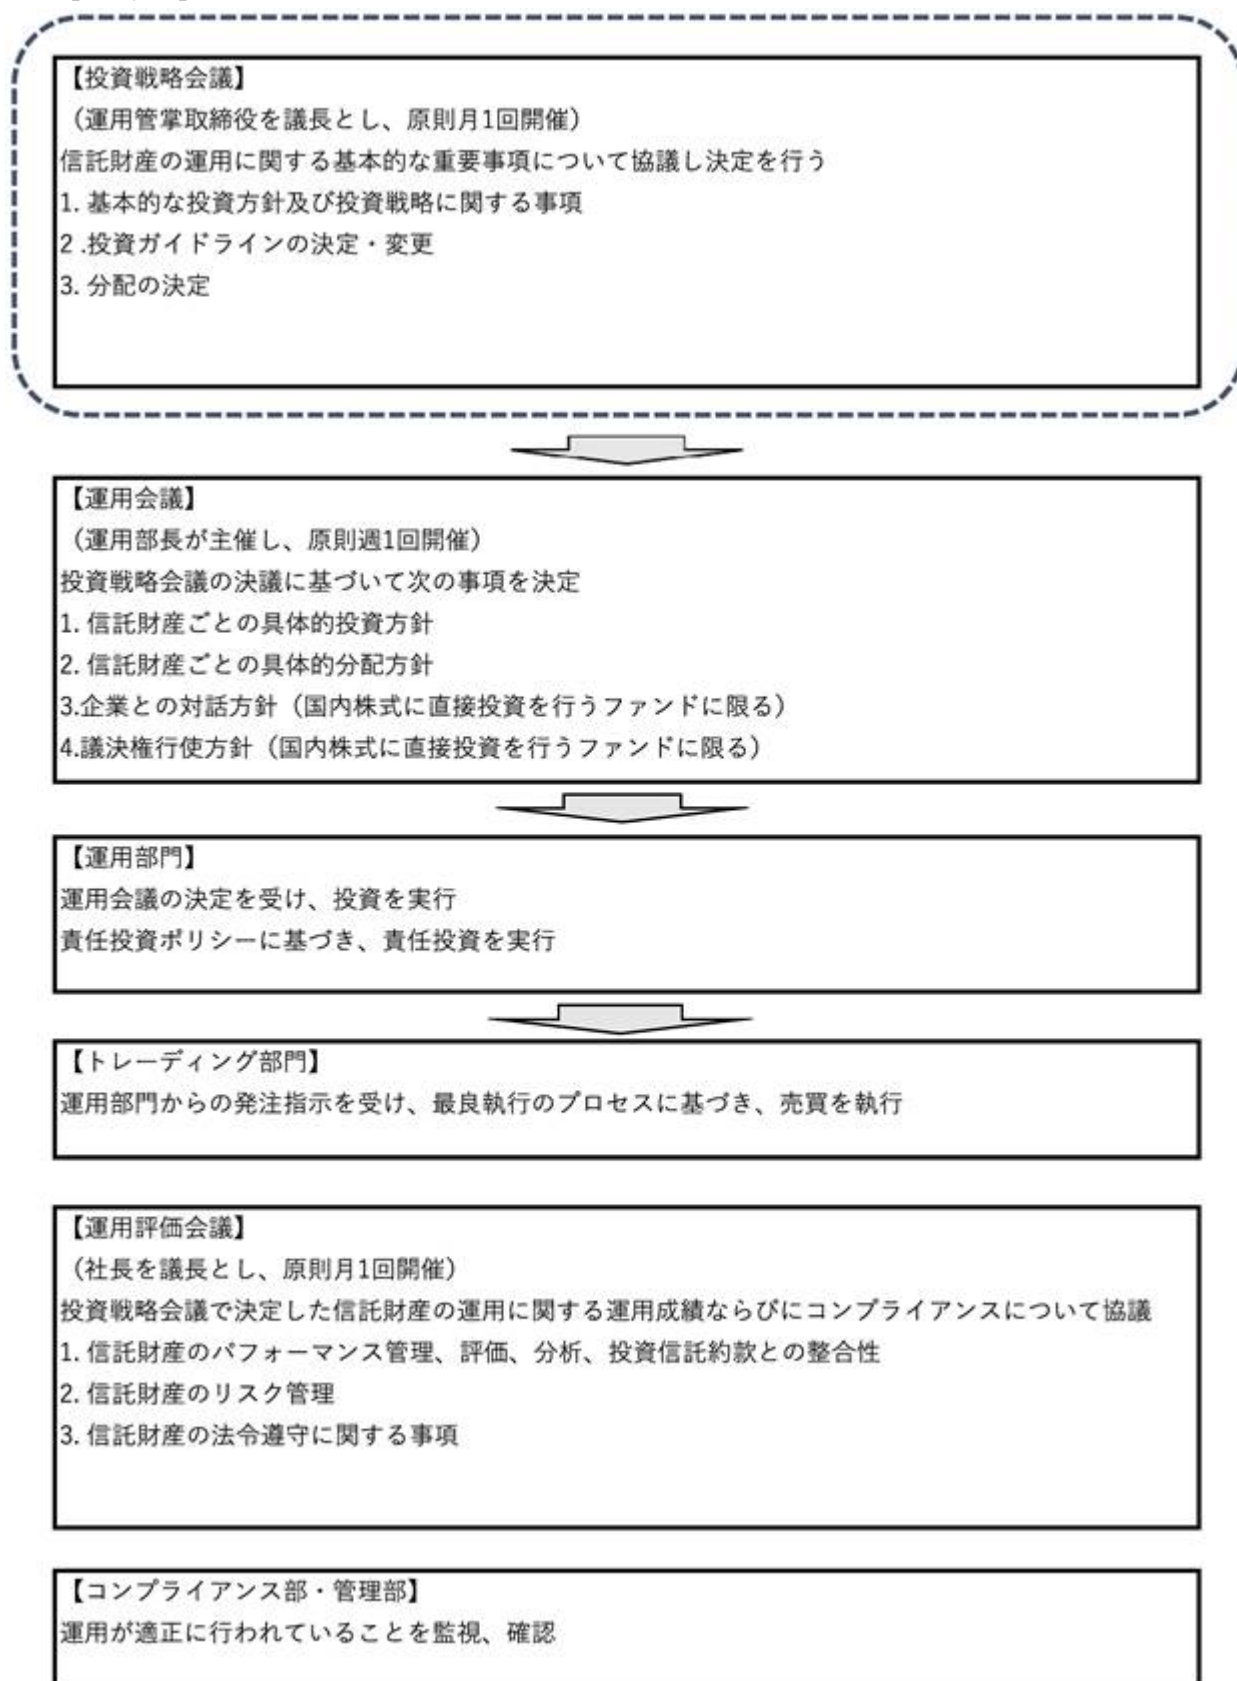 【投資戦略会議】
（運用管掌取締役を議長とし、原則月1回開催）
信託財産の運用に関する基本的な重要事項について協議し決定を行う
1. 基本的な投資方針及び投資戦略に関する事項
2 .投資ガイドラインの決定・変更
3. 分配の決定
【運用会議】
（運用部長が主催し、原則週1回開催）
投資戦略会議の決議に基づいて次の事項を決定
1. 信託財産ごとの具体的投資方針
2. 信託財産ごとの具体的分配方針
3.企業との対話方針（国内株式に直接投資を行うファンドに限る）
4.議決権行使方針（国内株式に直接投資を行うファンドに限る）
【運用部門】
運用会議の決定を受け、投資を実行
責任投資ポリシーに基づき、責任投資を実行
【トレーディング部門】
運用部門からの発注指示を受け、最良執行のプロセスに基づき、売買を執行
【運用評価会議】
（社長を議長とし、原則月1回開催）
投資戦略会議で決定した信託財産の運用に関する運用成績ならびにコンプライアンスについて協議
1. 信託財産のパフォーマンス管理、評価、分析、投資信託約款との整合性
2. 信託財産のリスク管理
3. 信託財産の法令遵守に関する事項
【コンプライアンス部・管理部】
運用が適正に行われていることを監視、確認